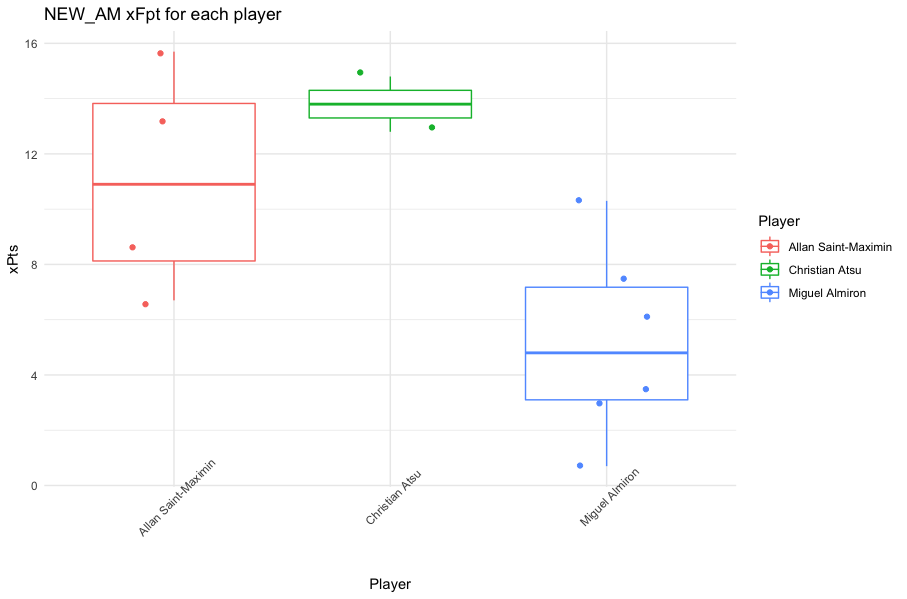 NEW_AM xFpt for each player
16
12
8
4
0
xPts
Allan Saint-Maximin
Christian Atsu
Miguel Almiron
Player
Player
Allan Saint-Maximin
Christian Atsu
Miguel Almiron